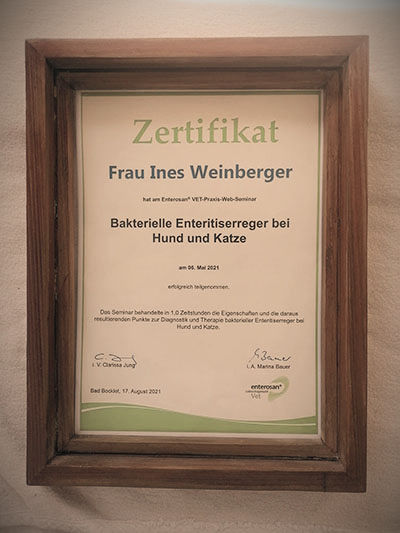 Zertifikat
Frau Ines Weinberger
hat am Enterosan® VET-Praxis-Web-Seminar
Bakterielle Enteritiserreger bei
Hund und Katze
am 06. Mai 2021
erfolgreich teilgenommen.
Das Seminar behandelte in 1.0 Zeitstunden die Eigenschaften und die daraus
resultierenden Punkte zur Diagnostik und Therapie bakterieller Enteritiserreger bei
Hund und Katze.
i. V. Clarissa Jung
i. A. Marina Bauer
Bad Bocklet, 17. August 2021
enterosan®
Vet